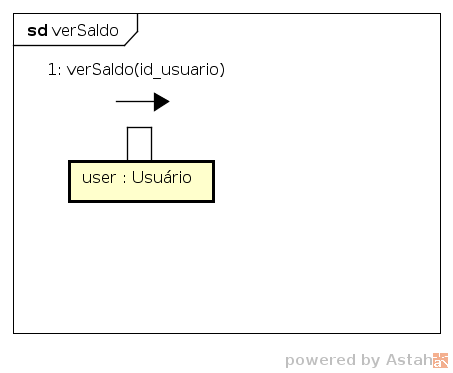 sd verSaldo
1: verSaldo(id_usuario)
user : Usuário
powered by Astah